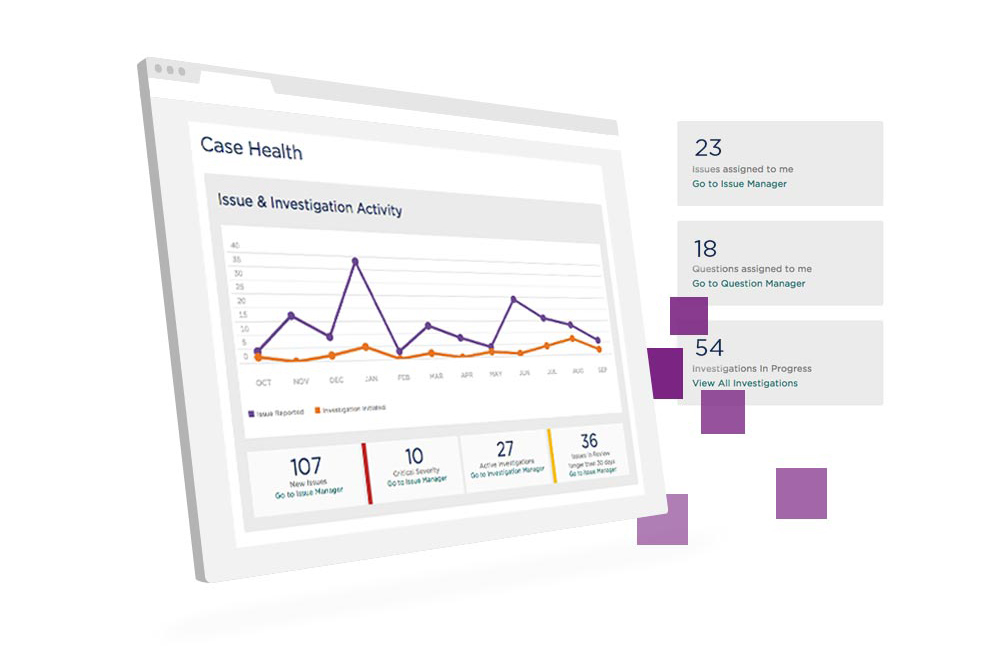 Case Health
Issue & Investigation Activity
40
35
30
25
20
15
10
5
0
OCT NOV DEC JAN FEB MAR APR MAY JUN JUL AUG SEP
Issue Reported Investigation Initiated
107
New Issues
Go to Issue Manager
10
Critical Severity
Go to Issue Manager
27
Active Investigations
Go to Investigation Manager
36
Issues in Review
longer than 30 days
Go to Issue Manager
23
Issues assigned to me
Go to Issue Manager
18
Questions assigned to me
Go to Question Manager
54
Investigations In Progress
View All Investigations